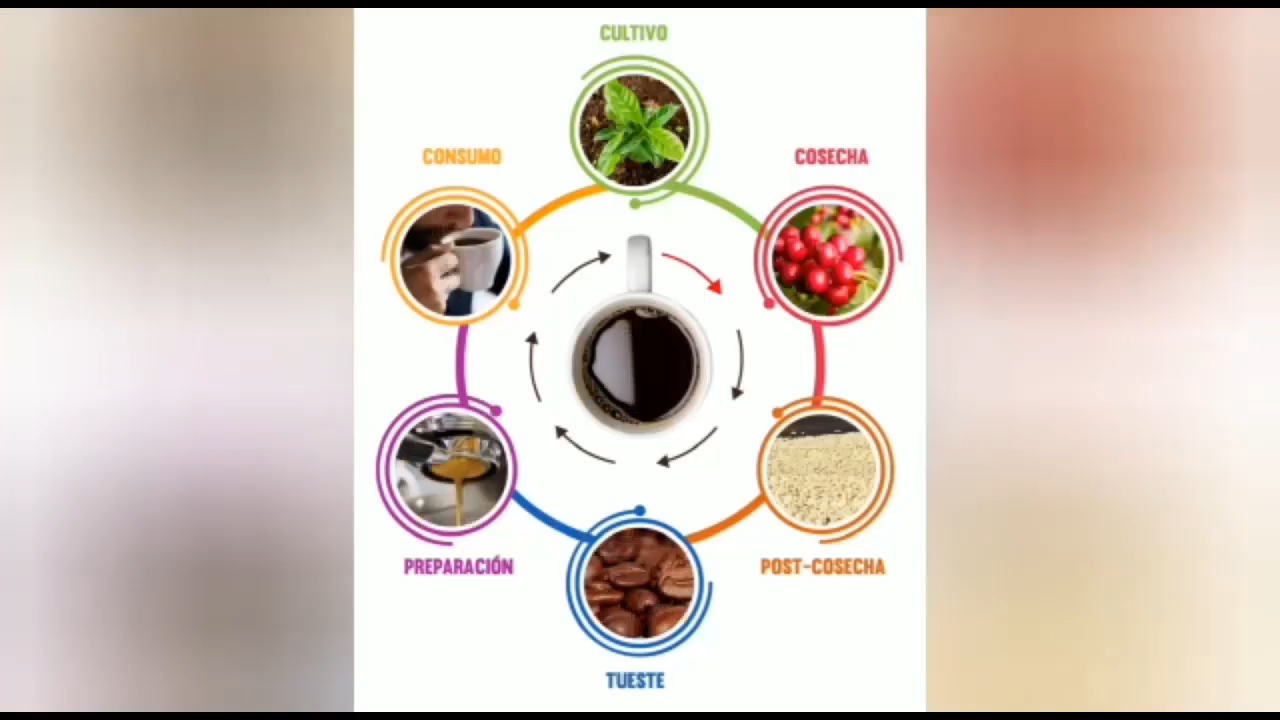 CULTIVO
CONSUMO
COSECHA
PREPARACIÓN
POST-COSECHA
TUESTE